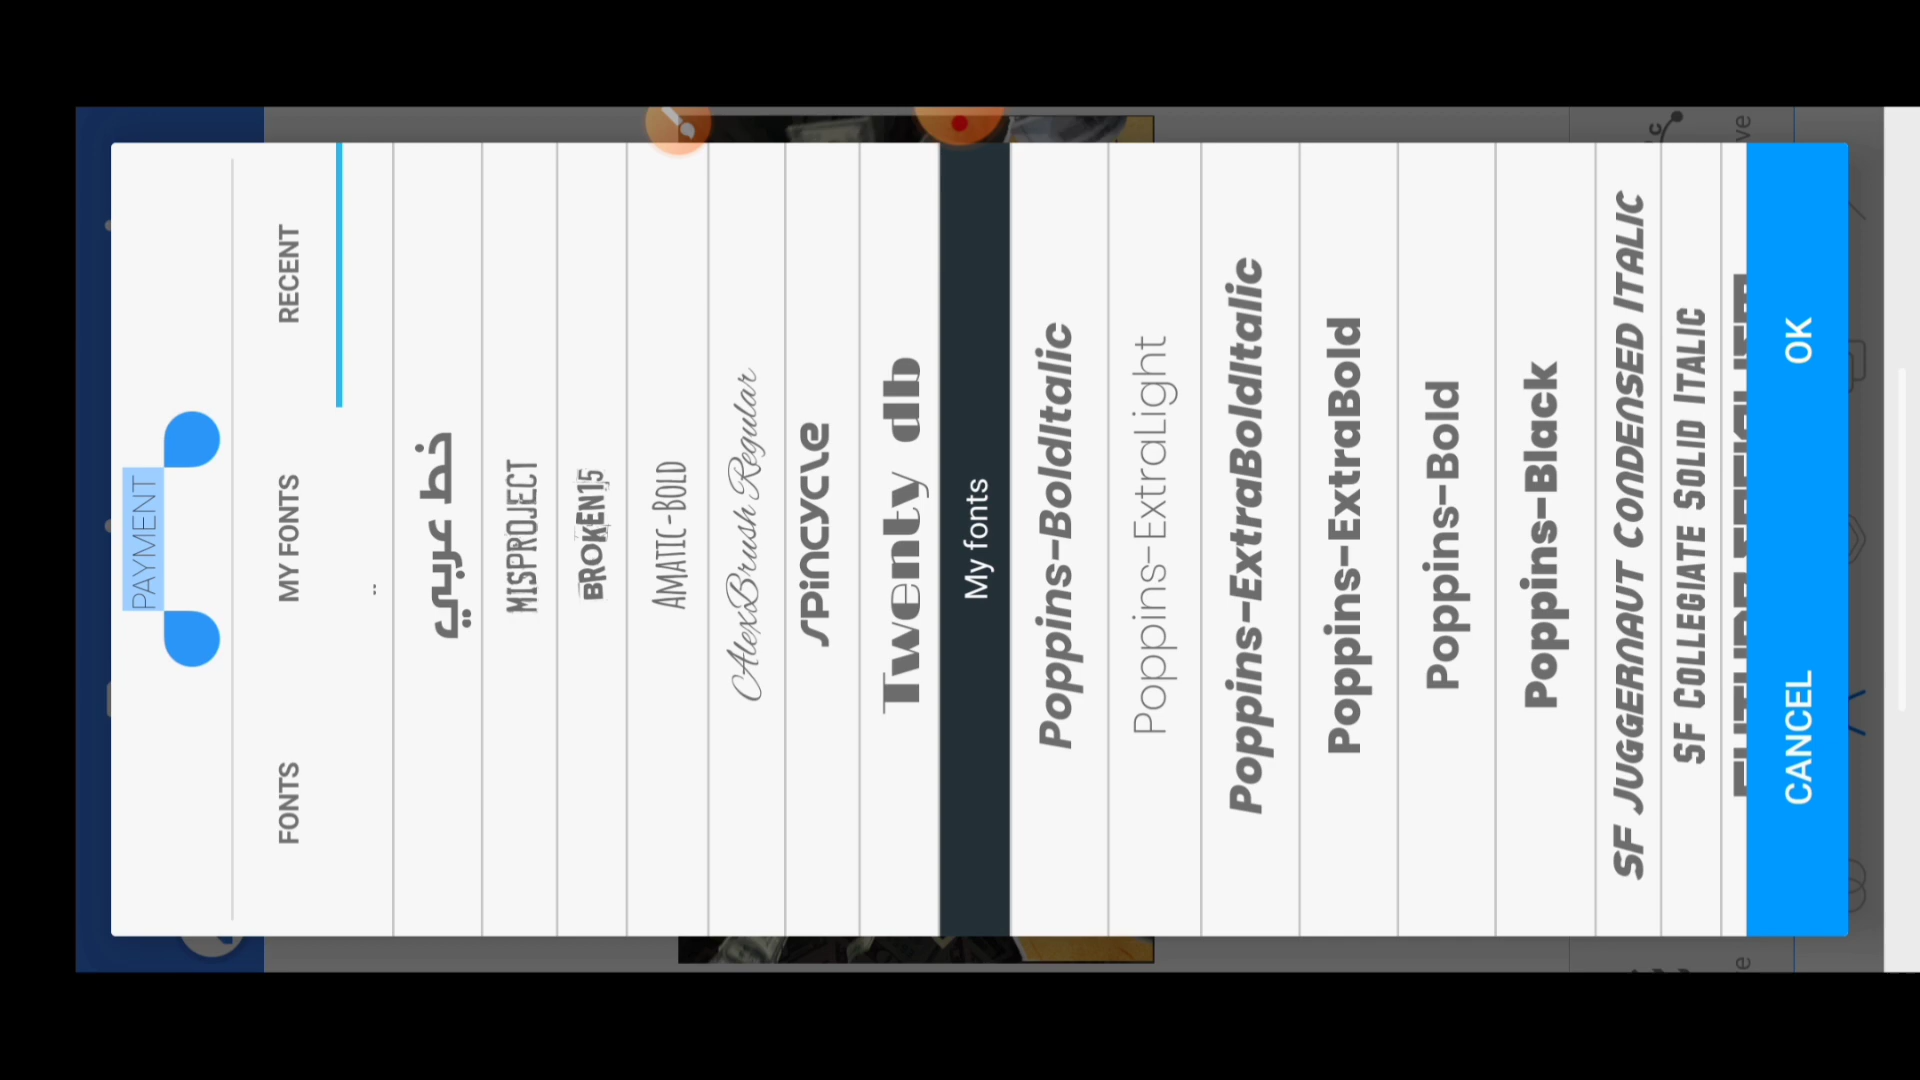 PAYMENT
FONTS MY FONTS RECENT
..
خط عربي
MISPROJECT
BROKEN15
AMATIC-BOLD
AlexBrush Regular
SPINCYCLE
Twenty db
My fonts
Poppins-BoldItalic
Poppins-ExtraLight
Poppins-ExtraBoldItalic
Poppins-ExtraBold
Poppins-Bold
Poppins-Black
SF JUGGERNAUT CONDENSED ITALIC
SF COLLEGIATE SOLID ITALIC
CANCEL OK